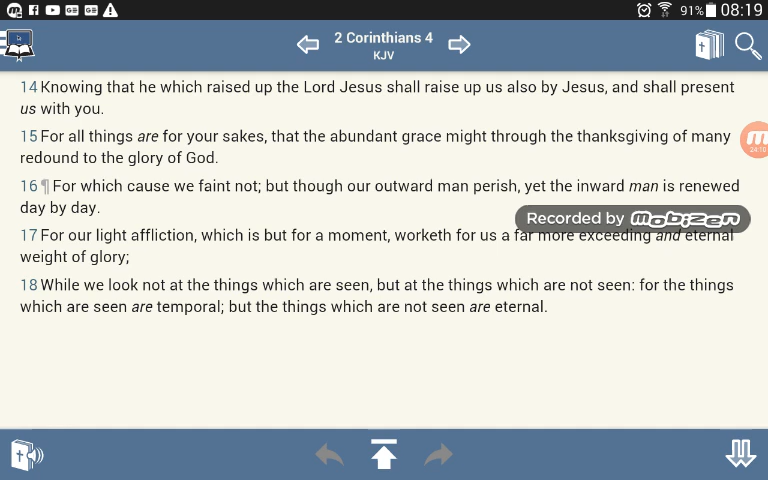 91% 08:19
2 Corinthians 4
KJV
14 Knowing that he which raised up the Lord Jesus shall raise up us also by Jesus, and shall present
us with you.
15 For all things are for your sakes, that the abundant grace might through the thanksgiving of many
redound to the glory of God.
16 ¶ For which cause we faint not; but though our outward man perish, yet the inward man is renewed
day by day.
Recorded by Mobizen
17 For our light affliction, which is but for a moment, worketh for us a far more exceeding and eternal
weight of glory;
18 While we look not at the things which are seen, but at the things which are not seen: for the things
which are seen are temporal; but the things which are not seen are eternal.